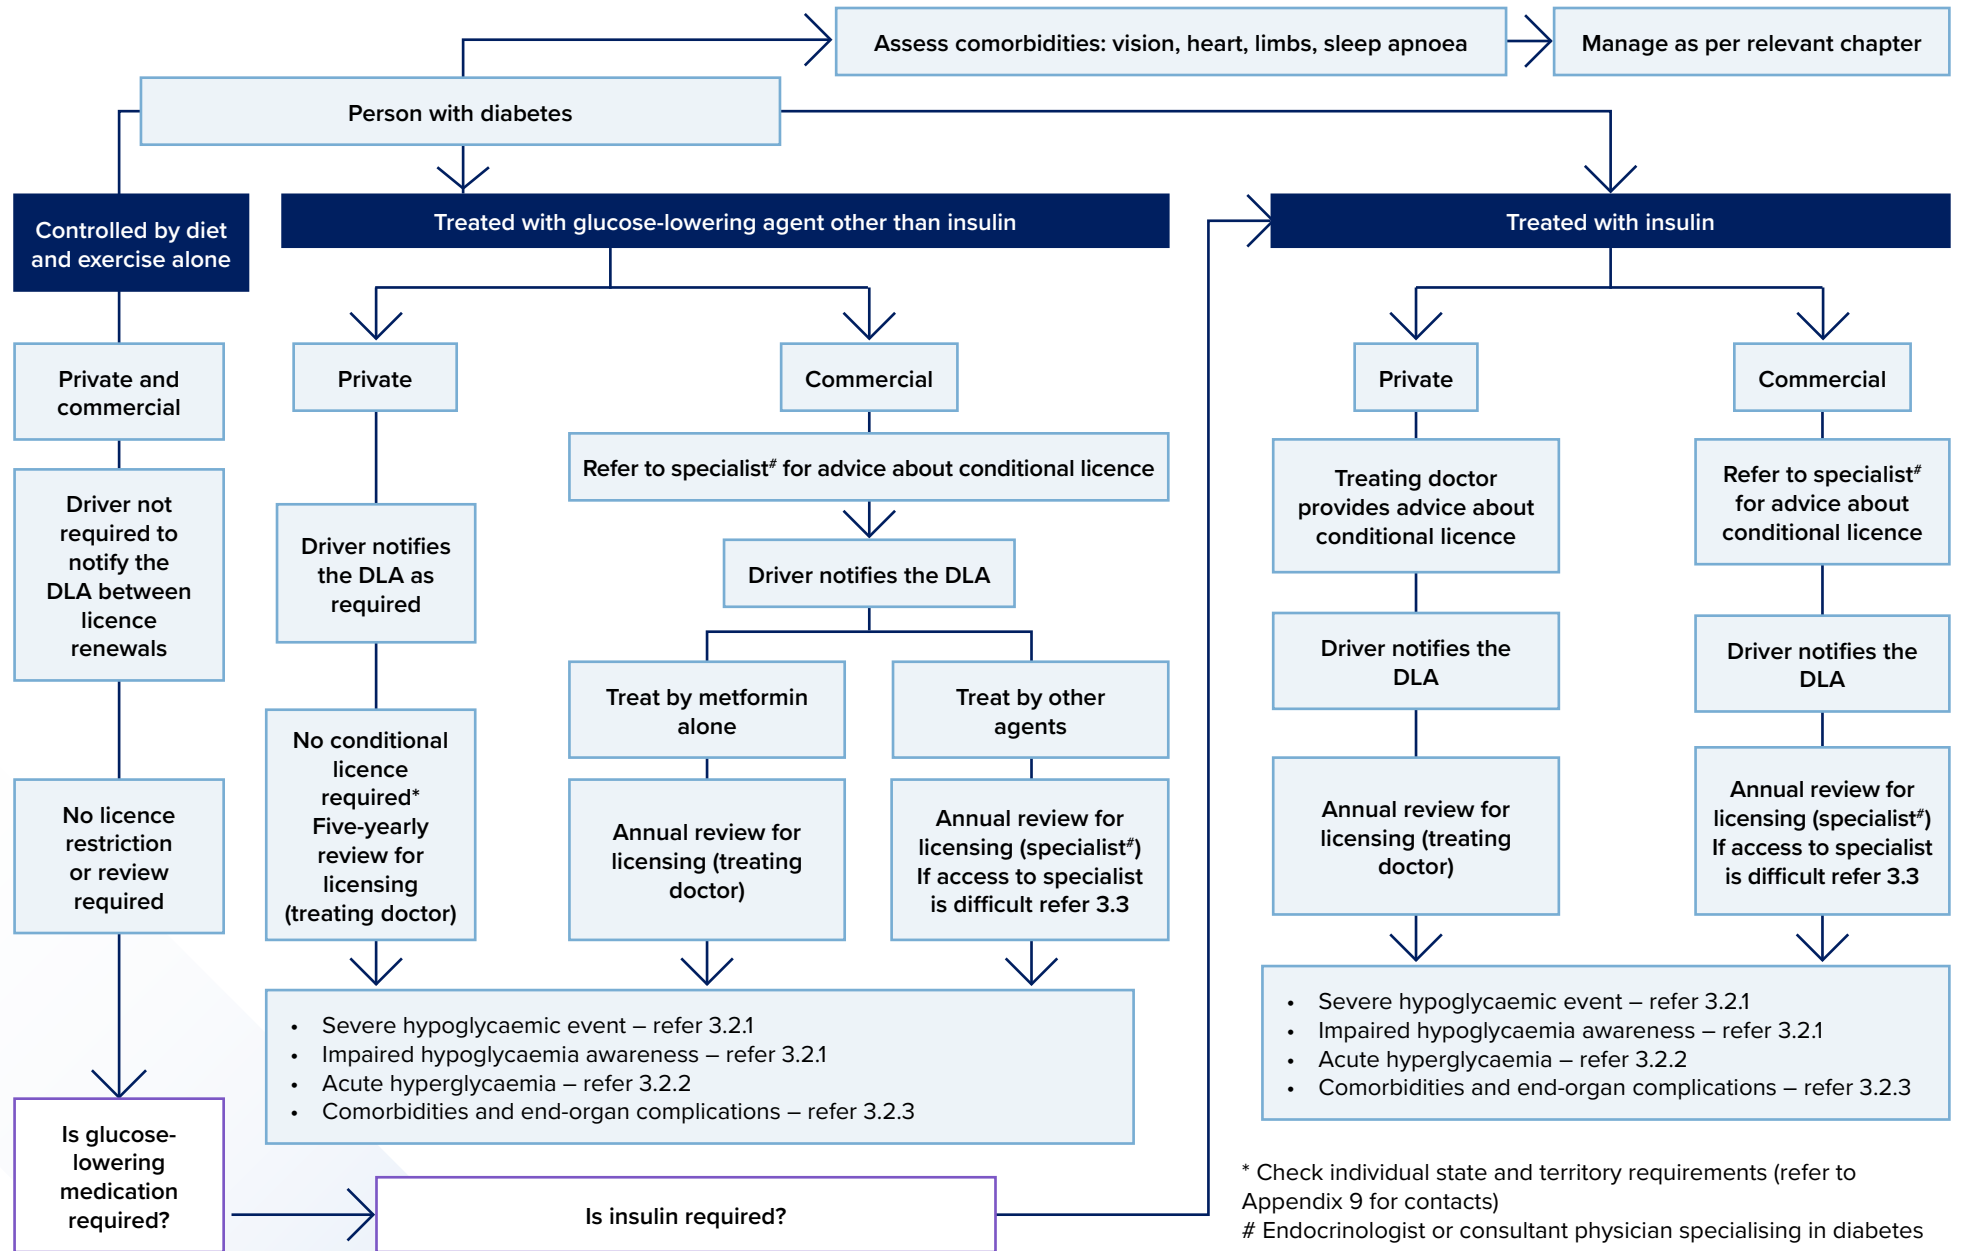 Assess comorbidities: vision, heart, limbs, sleep apnoea
Manage as per relevant chapter
Person with diabetes
Controlled by diet
and exercise alone
Private and
commercial
Driver not
required to
notify the
DLA between
licence
renewals
No licence
restriction
or review
required
Is glucose-
lowering
medication
required?
Treated with glucose-lowering agent other than insulin
Private
Driver notifies
the DLA as
required
No conditional
licence
required*
Five-yearly
review for
licensing
(treating doctor)
Commercial
Refer to specialist# for advice about conditional licence
Driver notifies the DLA
Treat by metformin
alone
Annual review for
licensing (treating
doctor)
Treat by other
agents
Annual review for
licensing (specialist#)
If access to specialist
is difficult refer 3.3
• Severe hypoglycaemic event – refer 3.2.1
• Impaired hypoglycaemia awareness – refer 3.2.1
• Acute hyperglycaemia – refer 3.2.2
• Comorbidities and end-organ complications – refer 3.2.3
Is insulin required?
Treated with insulin
Private
Treating doctor
provides advice about
conditional licence
Driver notifies the
DLA
Annual review for
licensing (treating
doctor)
Commercial
Refer to specialist#
for advice about
conditional licence
Driver notifies the
DLA
Annual review for
licensing (specialist#)
If access to specialist
is difficult refer 3.3
• Severe hypoglycaemic event – refer 3.2.1
• Impaired hypoglycaemia awareness – refer 3.2.1
• Acute hyperglycaemia – refer 3.2.2
• Comorbidities and end-organ complications – refer 3.2.3
* Check individual state and territory requirements (refer to
Appendix 9 for contacts)
# Endocrinologist or consultant physician specialising in diabetes